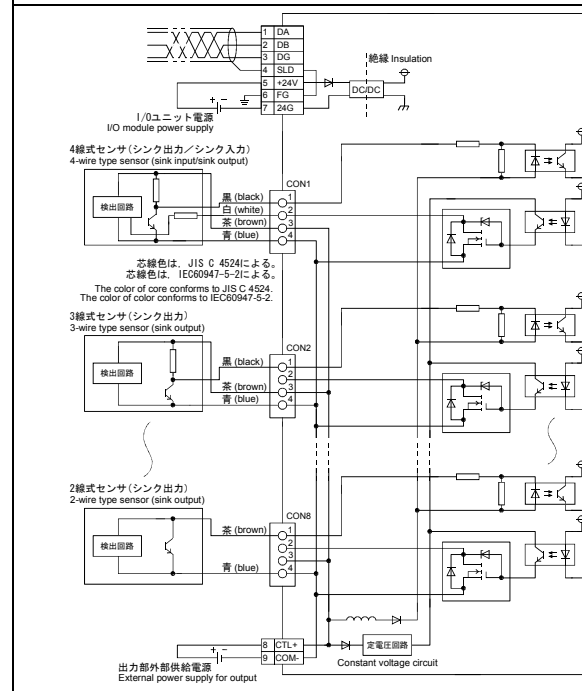 1 DA
2 DB
3 DG
4 SLD
5 +24V
6 FG
7 24G
絶縁 Insulation
DC/DC
+ -
I/Oユニット電源
I/O module power supply
4線式センサ(シンク出力/シンク入力)
4-wire type sensor (sink input/sink output)
検出回路
CON1
黒 (black) 1
白 (white) 2
茶 (brown) 3
青 (blue) 4
芯線色は, JIS C 4524による。
芯線色は, IEC60947-5-2による。
The color of core conforms to JIS C 4524.
The color of color conforms to IEC60947-5-2.
3線式センサ(シンク出力)
3-wire type sensor (sink output)
検出回路
CON2
黒 (black) 1
2
茶 (brown) 3
青 (blue) 4
2線式センサ(シンク出力)
2-wire type sensor (sink output)
検出回路
CON8
茶 (brown) 1
2
3
青 (blue) 4
+ -
8 CTL+
9 COM-
定電圧回路
Constant voltage circuit
出力部外部供給電源
External power supply for output